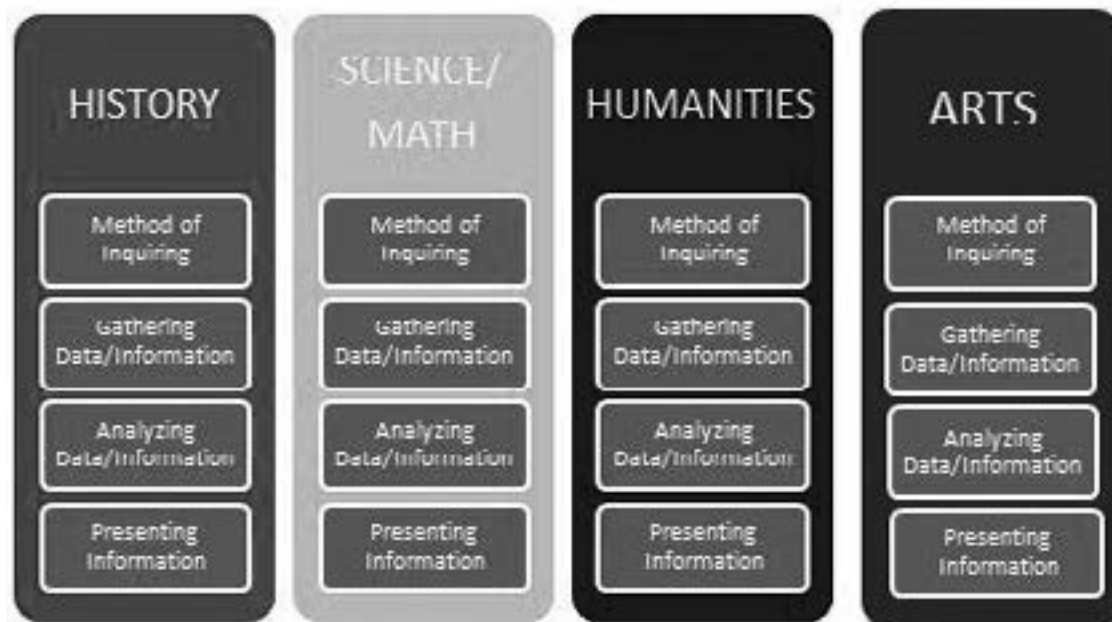 HISTORY
Method of
Inquiring
Gathering
Data/Information
Analyzing
Data/Information
Presenting
Information
SCIENCE/
MATH
Method of
Inquiring
Gathering
Data/Information
Analyzing
Data/Information
Presenting
Information
HUMANITIES
Method of
Inquiring
Gathering
Data/Information
Analyzing
Data/Information
Presenting
Information
ARTS
Method of
Inquiring
Gathering
Data/Information
Analyzing
Data/Information
Presenting
Information